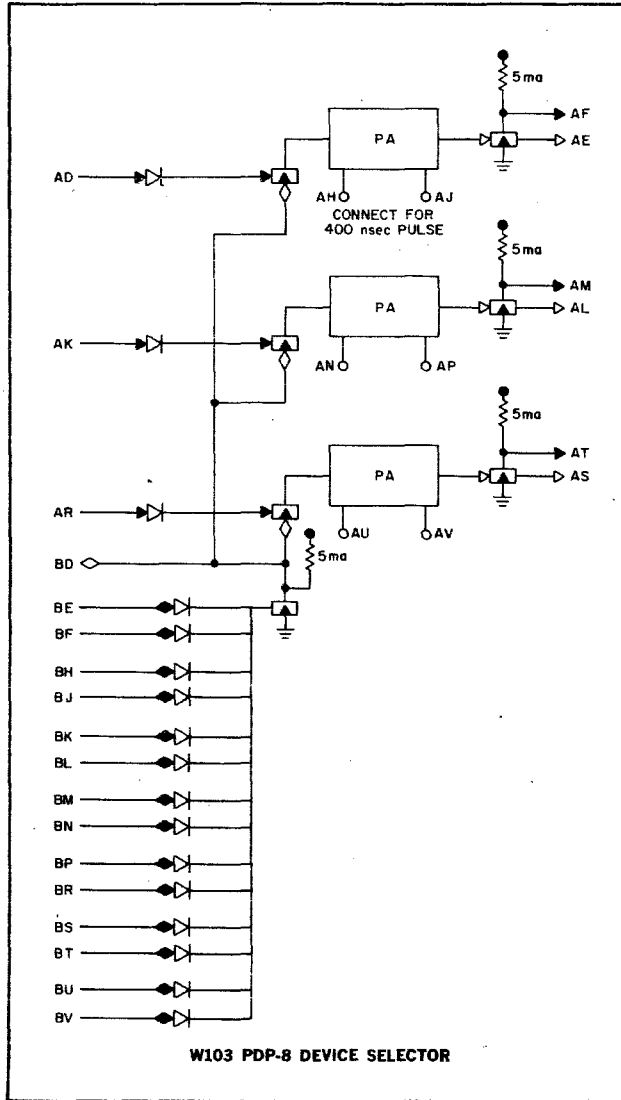 5ma
AF
PA
AE
AD
AH
AJ
CONNECT FOR
400 nsec PULSE
5ma
AM
PA
AL
AK
AN
AP
5ma
AT
PA
AS
AR
AU
AV
BD
5ma
BE
BF
BH
BJ
BK
BL
BM
BN
BP
BR
BS
BT
BU
BV
W103 PDP-8 DEVICE SELECTOR